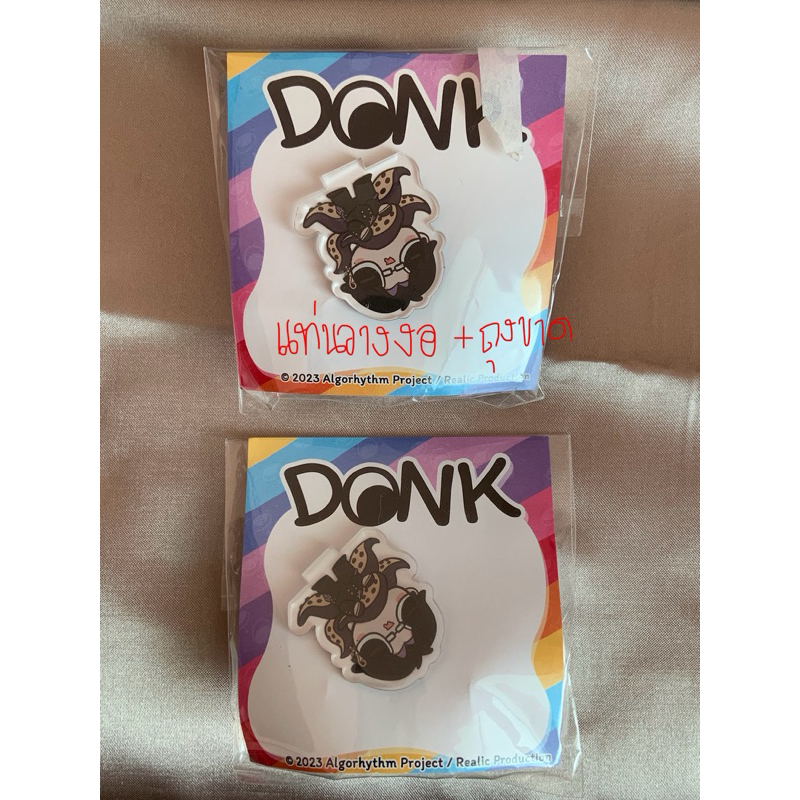 DONK
แท่นวางงอ + ถุงขาด
© 2023 Algorhythm Project / Realic Production
DONK
© 2023 Algorhythm Project / Realic Production